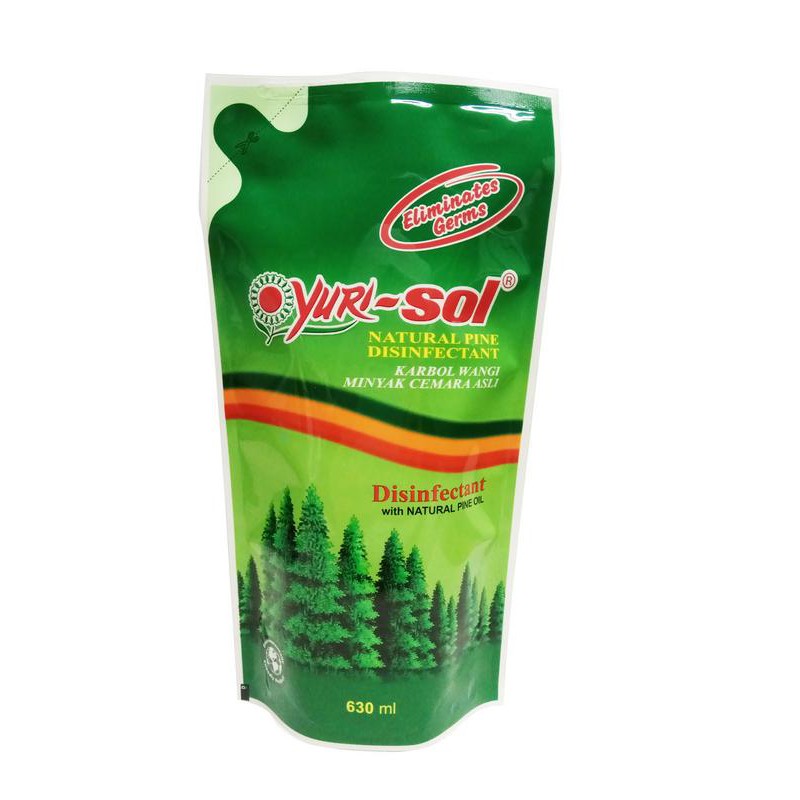 Eliminates
Germs
YURI-SOL®
NATURAL PINE
DISINFECTANT
KARBOL WANGI
MINYAK CEMARA ASLI
Disinfectant
with NATURAL PINE OIL
630 ml